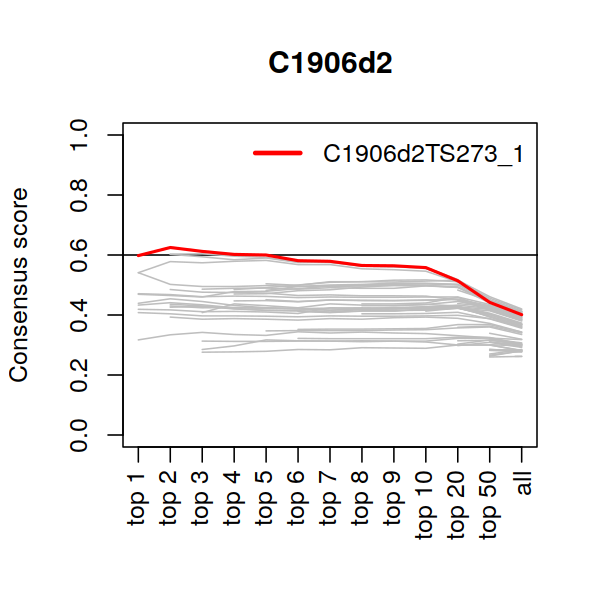 C1906d2
C1906d2TS273_1
Consensus score
1.0
0.8
0.6
0.4
0.2
0.0
top 1
top 2
top 3
top 4
top 5
top 6
top 7
top 8
top 9
top 10
top 20
top 50
all